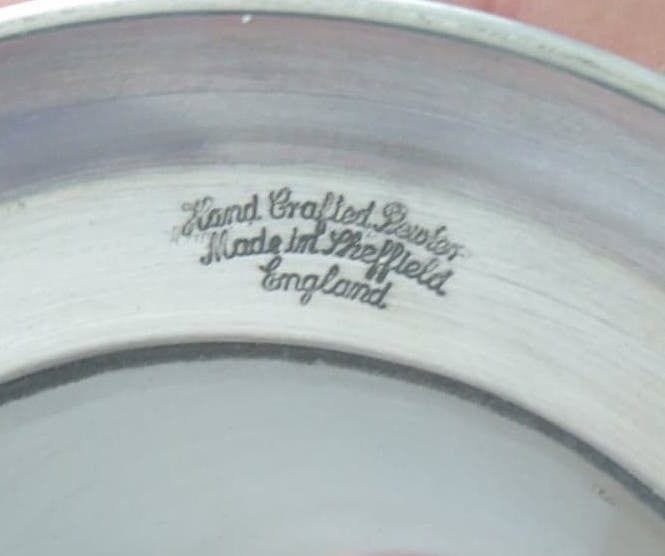 Hand Crafted Pewter
Made in Sheffield
England